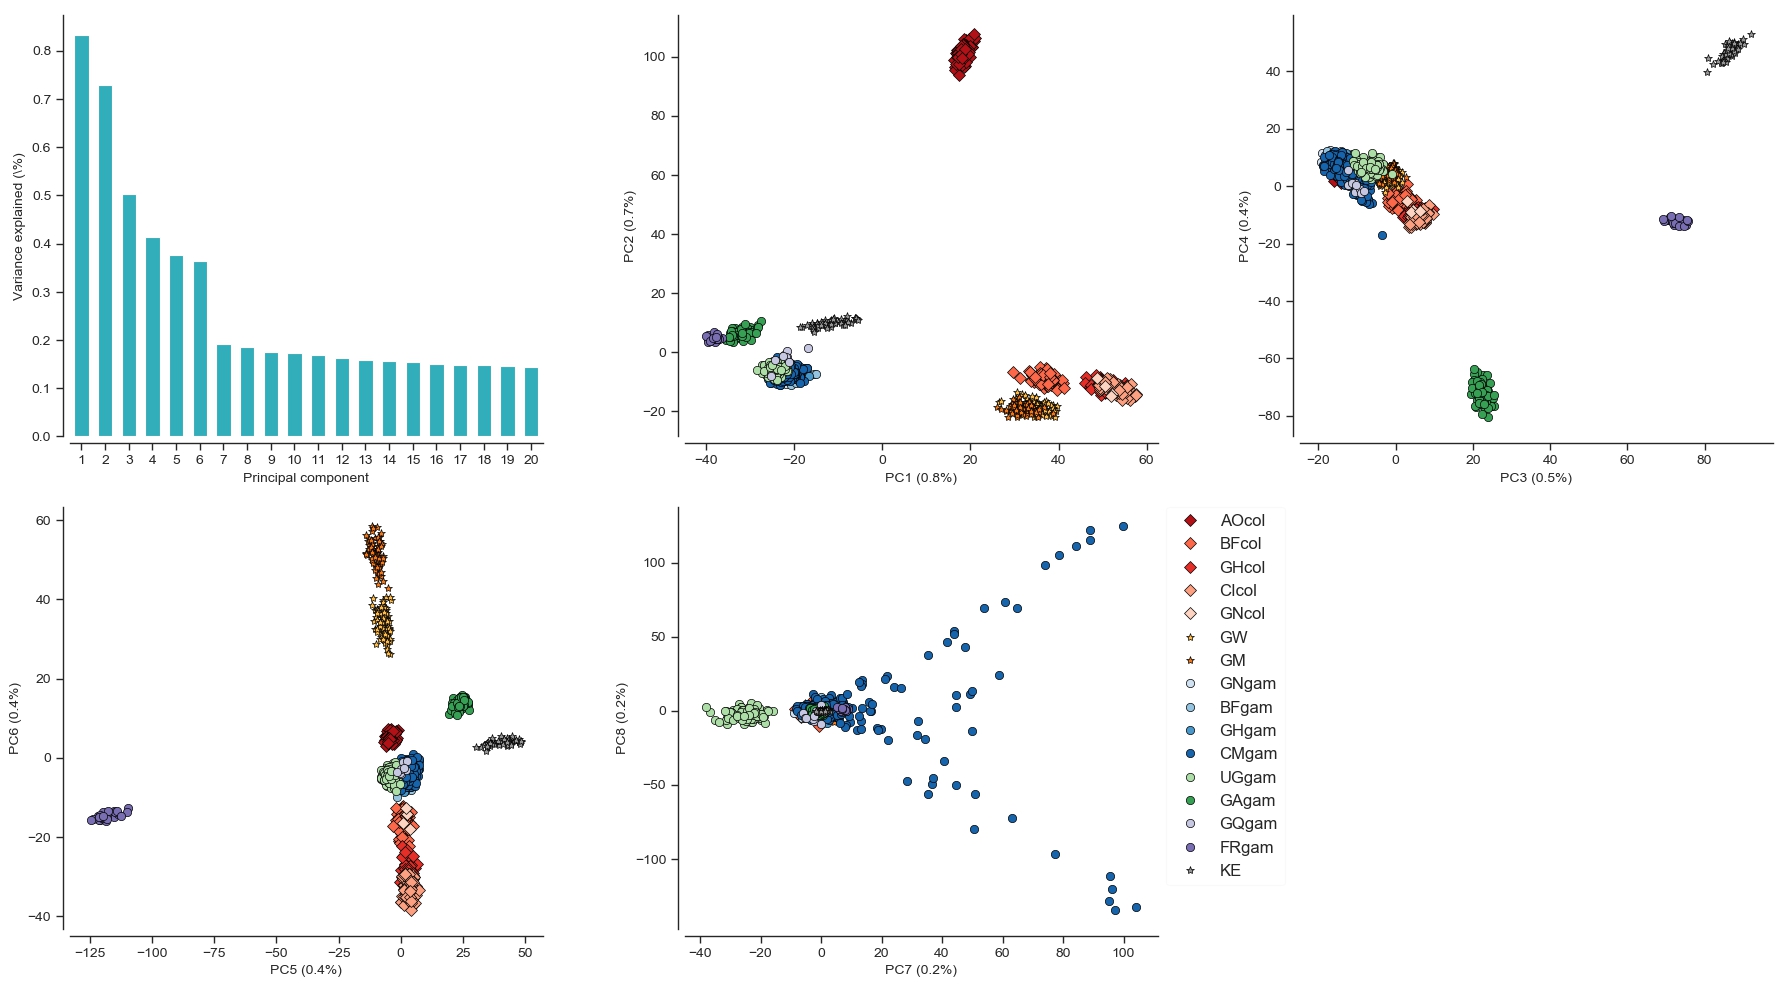 0.8
0.7
0.6
0.5
0.4
0.3
0.2
0.1
0.0
Variance explained (\%)
1 2 3 4 5 6 7 8 9 10 11 12 13 14 15 16 17 18 19 20
Principal component
100
80
60
40
20
0
−20
PC2 (0.7%)
−40 −20 0 20 40 60
PC1 (0.8%)
40
20
0
−20
−40
−60
−80
PC4 (0.4%)
−20 0 20 40 60 80
PC3 (0.5%)
60
40
20
0
−20
−40
PC6 (0.4%)
−125 −100 −75 −50 −25 0 25 50
PC5 (0.4%)
100
50
0
−50
−100
PC8 (0.2%)
−40 −20 0 20 40 60 80 100
PC7 (0.2%)
AOcol
BFcol
GHcol
CIcol
GNcol
GW
GM
GNgam
BFgam
GHgam
CMgam
UGgam
GAgam
GQgam
FRgam
KE